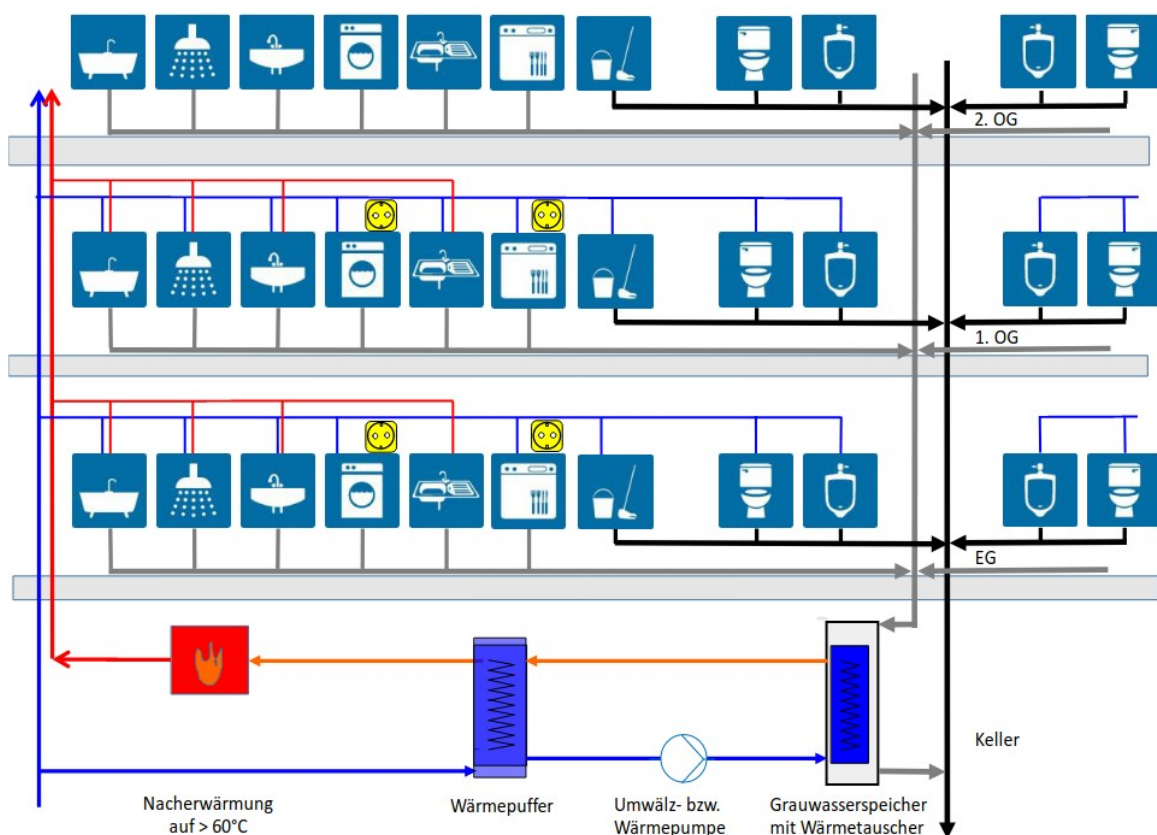 2. OG
1. OG
EG
Keller
Nacherwärmung
auf > 60°C
Wärmepuffer
Umwälz- bzw.
Wärmepumpe
Grauwasserspeicher
mit Wärmetauscher